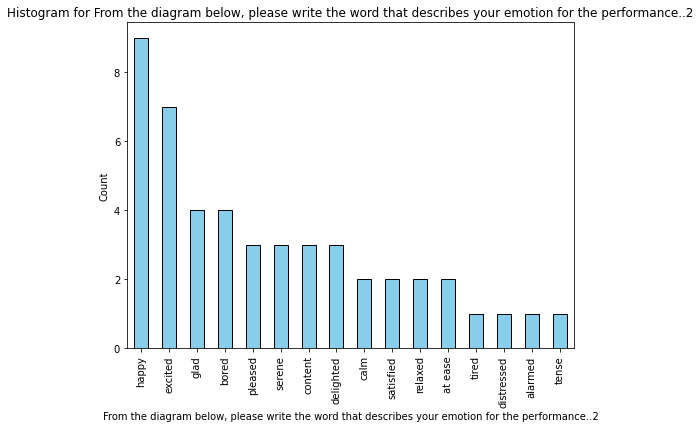 Histogram for From the diagram below, please write the word that describes your emotion for the performance..2
Count
8
6
4
2
0
happy
excited
glad
bored
pleased
serene
content
delighted
calm
satisfied
relaxed
at ease
tired
distressed
alarmed
tense
From the diagram below, please write the word that describes your emotion for the performance..2